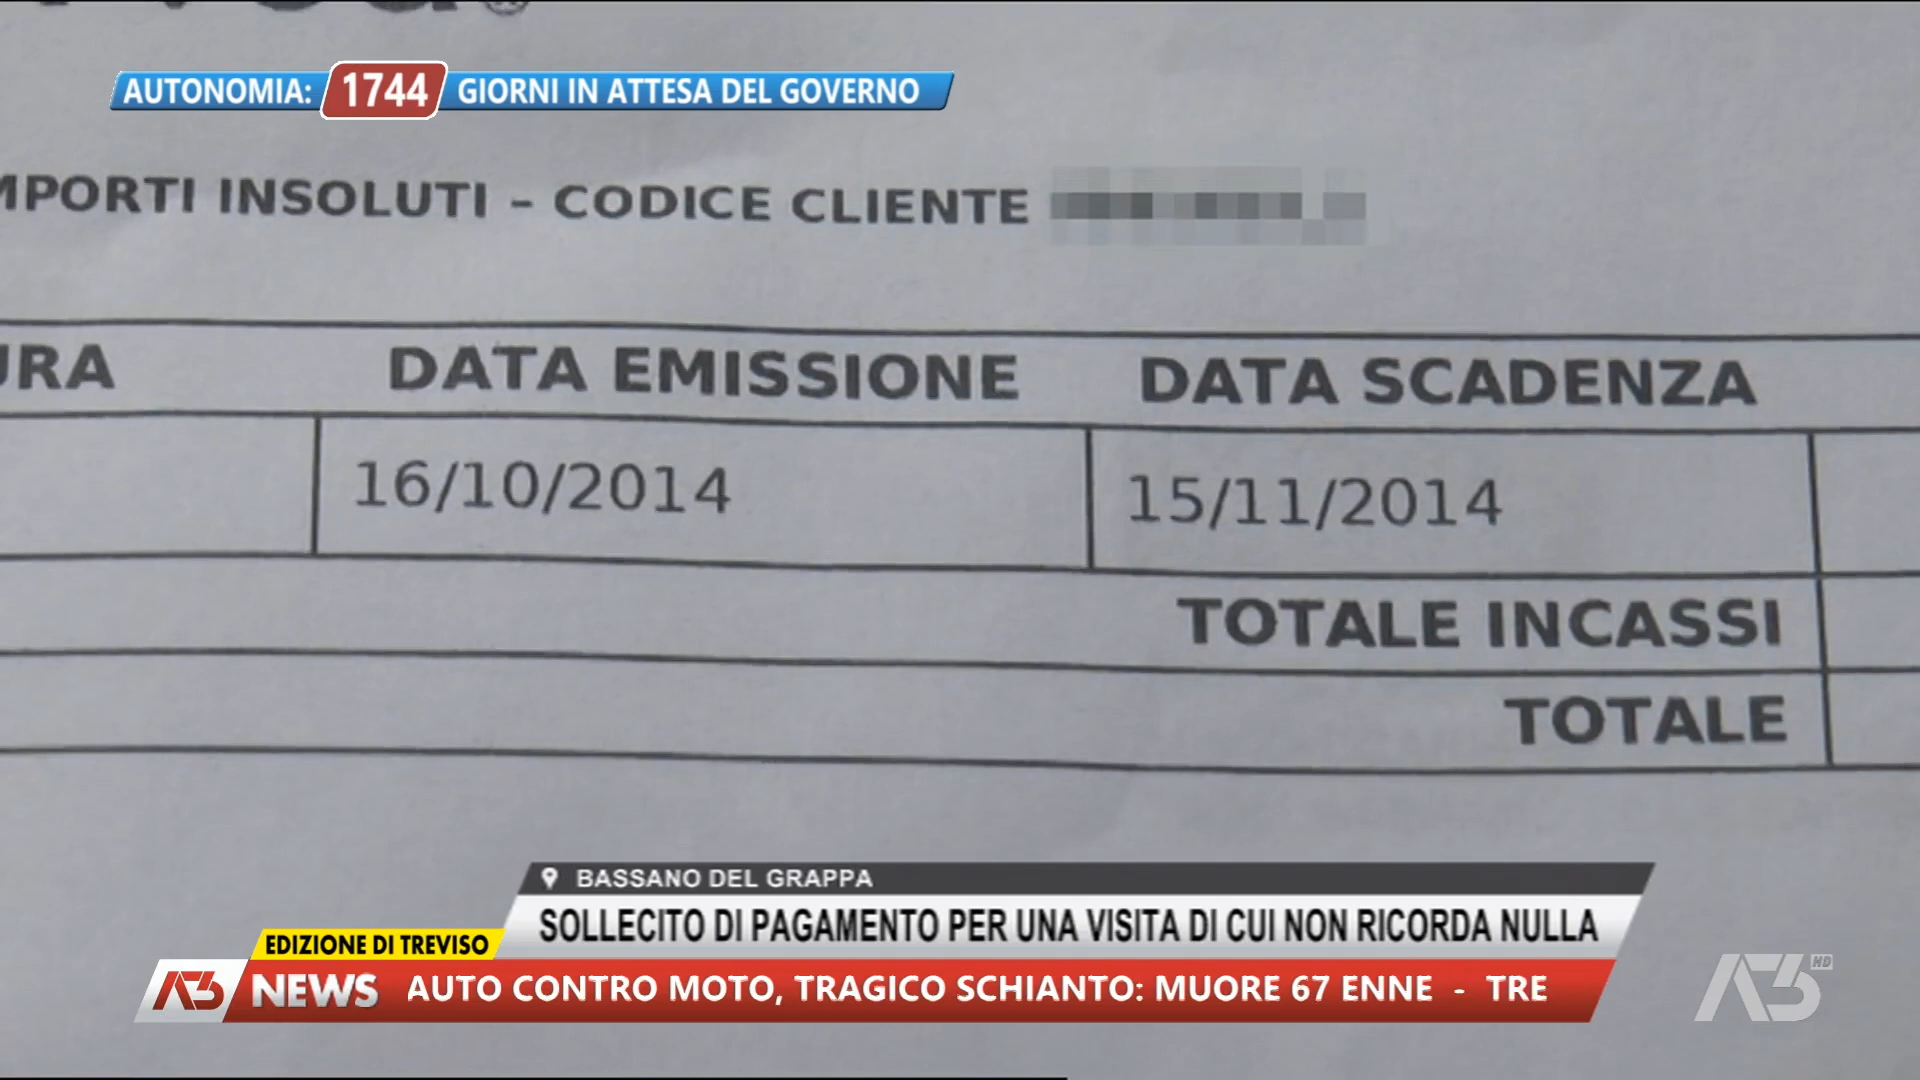 AUTONOMIA: 1744 GIORNI IN ATTESA DEL GOVERNO
MPORTI INSOLUTI – CODICE CLIENTE
URA DATA EMISSIONE DATA SCADENZA
16/10/2014 15/11/2014
TOTALE INCASSI
TOTALE
BASSANO DEL GRAPPA
SOLLECITO DI PAGAMENTO PER UNA VISITA DI CUI NON RICORDA NULLA
EDIZIONE DI TREVISO
A3 NEWS AUTO CONTRO MOTO, TRAGICO SCHIANTO: MUORE 67 ENNE - TRE
A3 HD